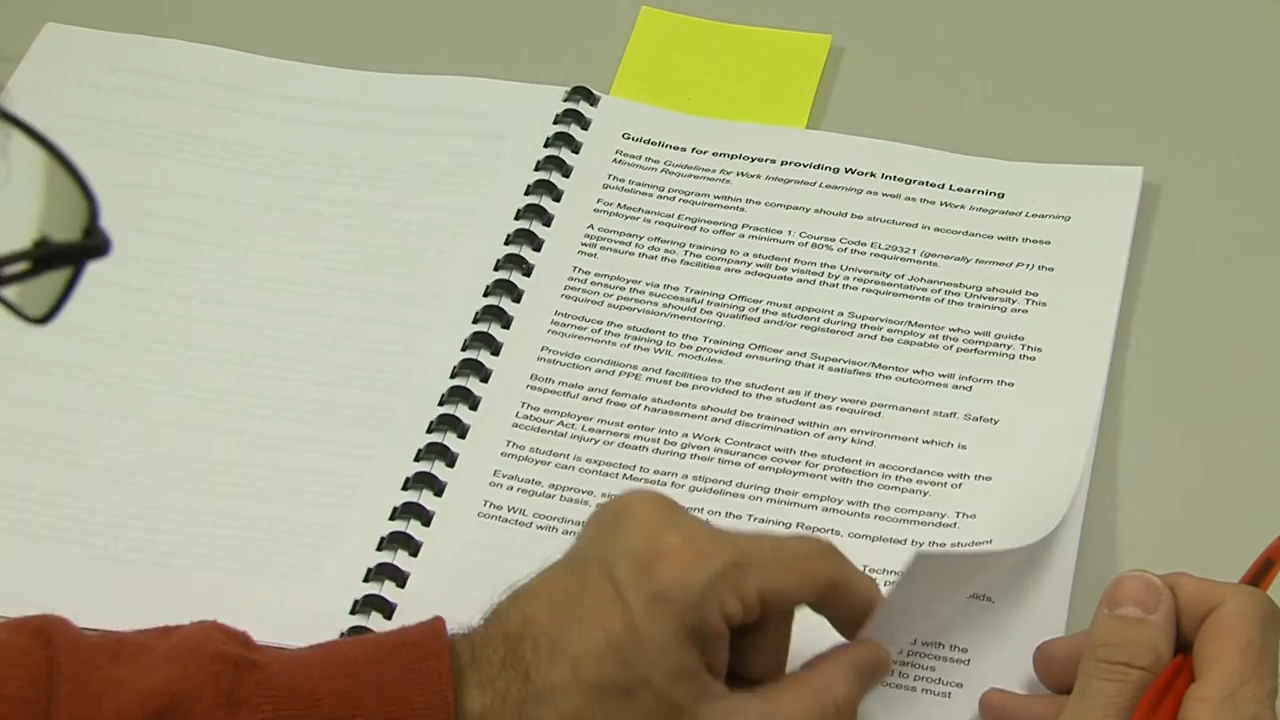 Guidelines for employers providing Work Integrated Learning
Read the Guidelines for Work Integrated Learning as well as the Work Integrated Learning
Minimum Requirements.
The training program within the company should be structured in accordance with these
guidelines and requirements.
For Mechanical Engineering Practice 1: Course Code EL29321 (generally termed P1) the
employer is required to offer a minimum of 80% of the requirements.
A company offering training to a student from the University of Johannesburg should be
approved to do so. The company will be visited by a representative of the University. This
will ensure that the facilities are adequate and that the requirements of the training are
met.
The employer via the Training Officer must appoint a Supervisor/Mentor who will guide
and ensure the successful training of the student during their employ at the company. This
person or persons should be qualified and/or registered and be capable of performing the
required supervision/mentoring.
Introduce the student to the Training Officer and Supervisor/Mentor who will inform the
learner of the training to be provided ensuring that it satisfies the outcomes and
requirements of the WIL modules.
Provide conditions and facilities to the student as if they were permanent staff. Safety
instruction and PPE must be provided to the student as required.
Both male and female students should be trained within an environment which is
respectful and free of harassment and discrimination of any kind.
The employer must enter into a Work Contract with the student in accordance with the
Labour Act. Learners must be given insurance cover for protection in the event of
accidental injury or death during their time of employment with the company.
The student is expected to earn a stipend during their employ with the company. The
employer can contact Merseta for guidelines on minimum amounts recommended.
Evaluate, approve, on the Training Reports, completed by the student
on a regular basis,
The WIL
contacted with
with the
processed
various
to produce
must